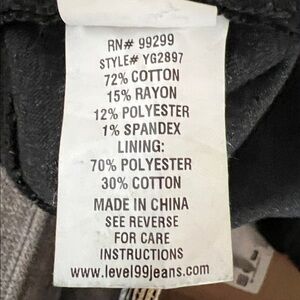 RN# 99299
STYLE# YG2897
72% COTTON
15% RAYON
12% POLYESTER
1% SPANDEX
LINING:
70% POLYESTER
30% COTTON
MADE IN CHINA
SEE REVERSE
FOR CARE
INSTRUCTIONS
www.level99jeans.com